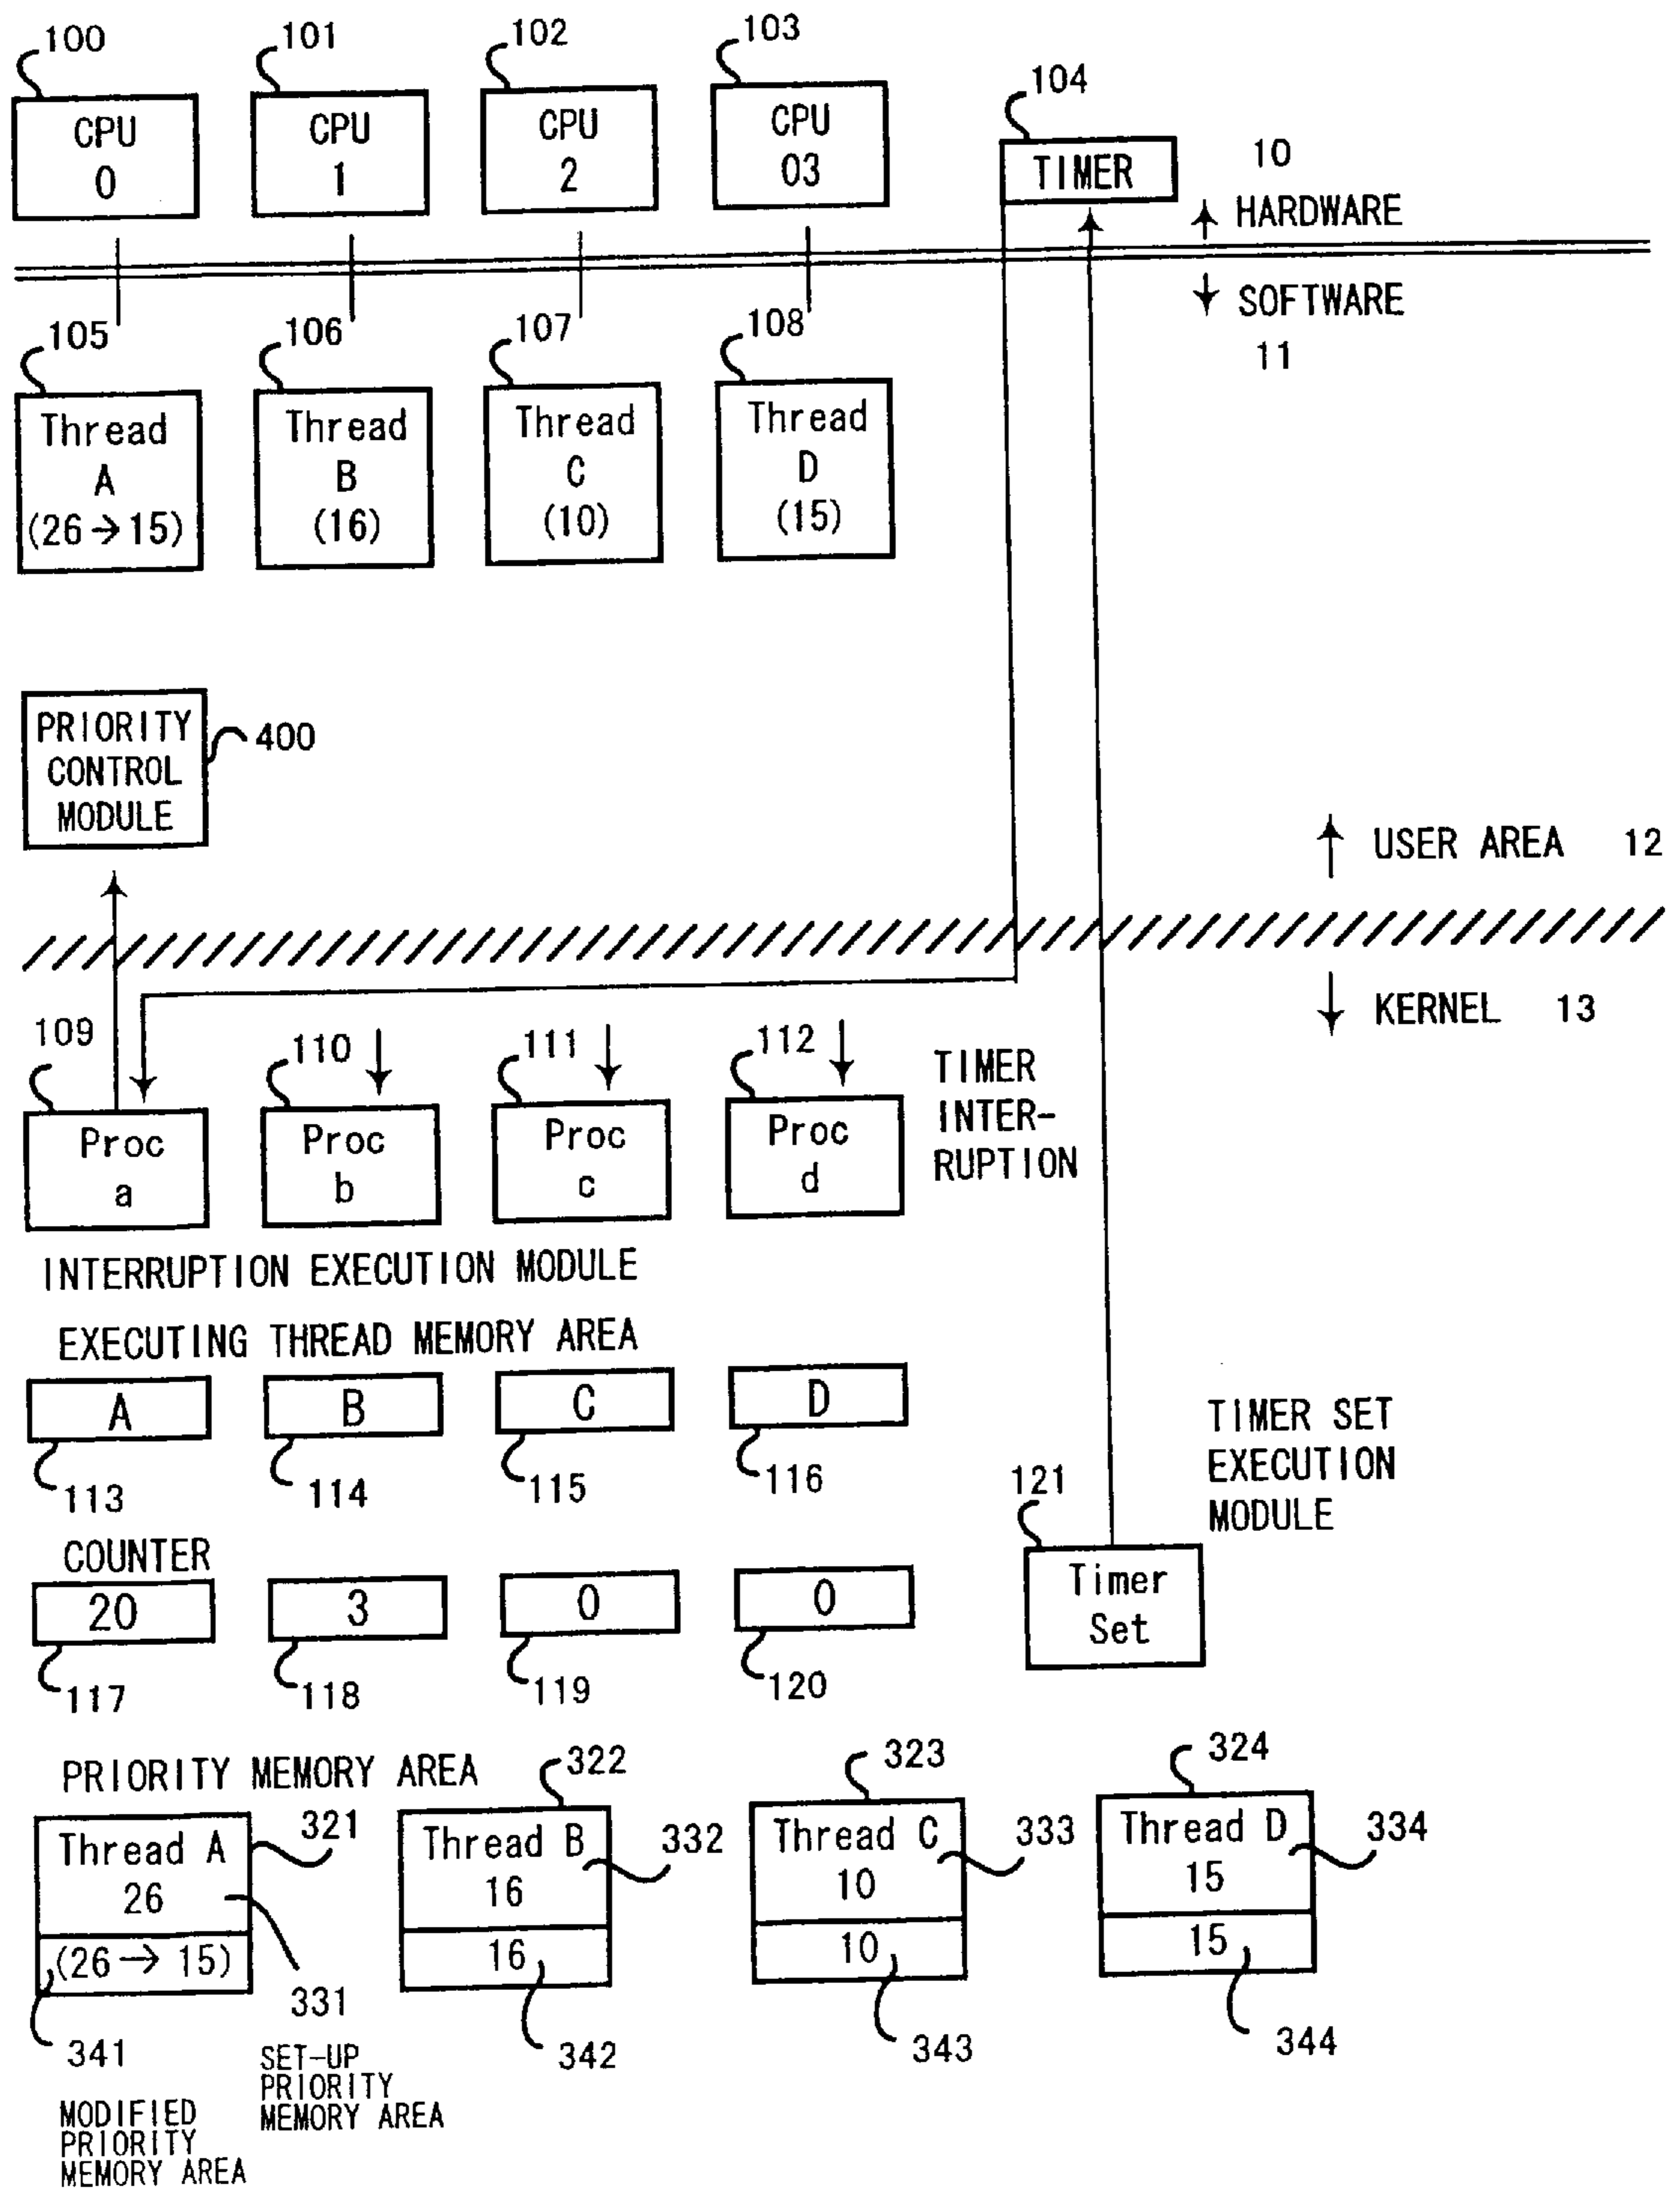 100
101
102
103
104
CPU
0
CPU
1
CPU
2
CPU
03
TIMER
10
HARDWARE
SOFTWARE
11
105
106
107
108
Thread
A
(26→15)
Thread
B
(16)
Thread
C
(10)
Thread
D
(15)
PRIORITY
CONTROL
MODULE
400
USER AREA 12
KERNEL 13
109
110
111
112
Proc
a
Proc
b
Proc
c
Proc
d
TIMER
INTER-
RUPTION
INTERRUPTION EXECUTION MODULE
EXECUTING THREAD MEMORY AREA
A
B
C
D
113
114
115
116
TIMER SET
EXECUTION
MODULE
121
Timer
Set
COUNTER
20
3
0
0
117
118
119
120
PRIORITY MEMORY AREA
321
322
323
324
Thread A
26
(26→ 15)
Thread B
16
16
Thread C
10
10
Thread D
15
15
331
332
333
334
341
342
343
344
SET-UP
PRIORITY
MEMORY AREA
MODIFIED
PRIORITY
MEMORY AREA